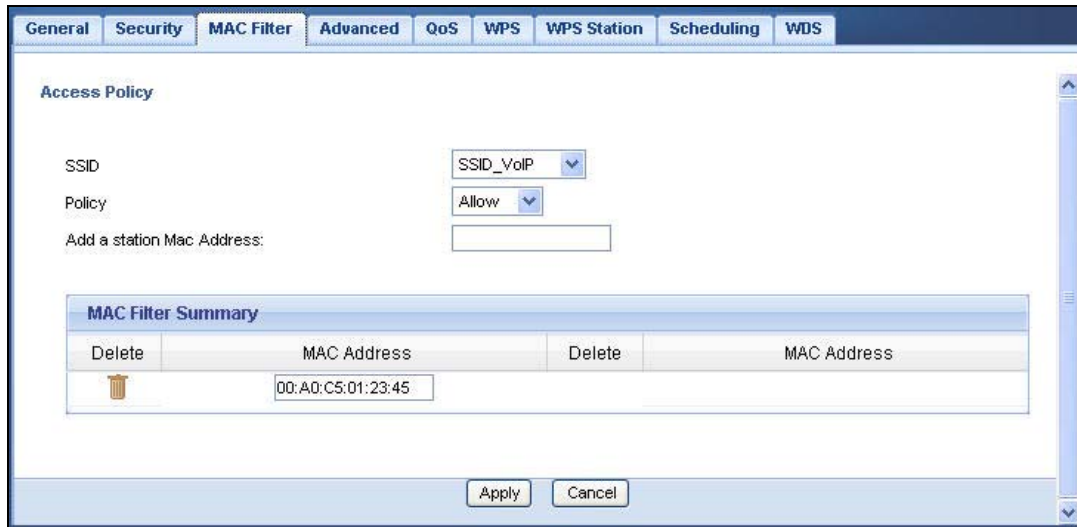 General Security MAC Filter Advanced QoS WPS WPS Station Scheduling WDS
Access Policy
SSID SSID_VoIP
Policy Allow
Add a station Mac Address:
MAC Filter Summary
Delete MAC Address Delete MAC Address
00:A0:C5:01:23:45
Apply Cancel